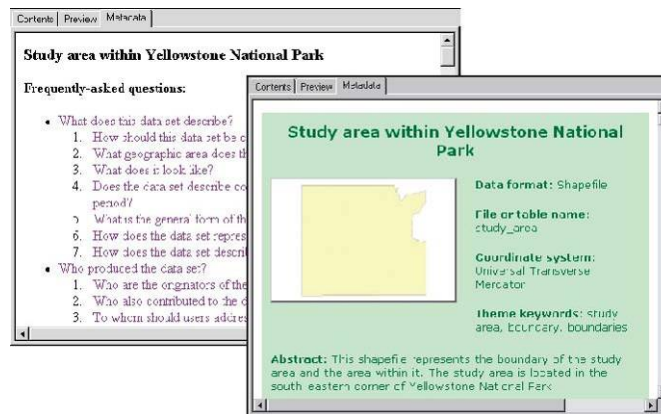 Contents Preview Metadata
Study area within Yellowstone National Park
Frequently-asked questions:
• What does this data set describe?
1. How should this data set be c
2. What geographic area does th
3. What does it look like?
4. Does the data set describe co
period?
5. What is the general form of th
6. How does the data set repres
7. How does the data set descri
• Who produced the data set?
1. Who are the originators of the
2. Who also contributed to the d
3. To whom should users addres
Contents Preview Metadata
Study area within Yellowstone National
Park
Data format: Shapefile
File or table name:
study_area
Coordinate system:
Universal Transverse
Mercator
Theme keywords: study
area, boundary, boundaries
Abstract: This shapefile represents the boundary of the study
area and the area within it. The study area is located in the
south eastern corner of Yellowstone National Park